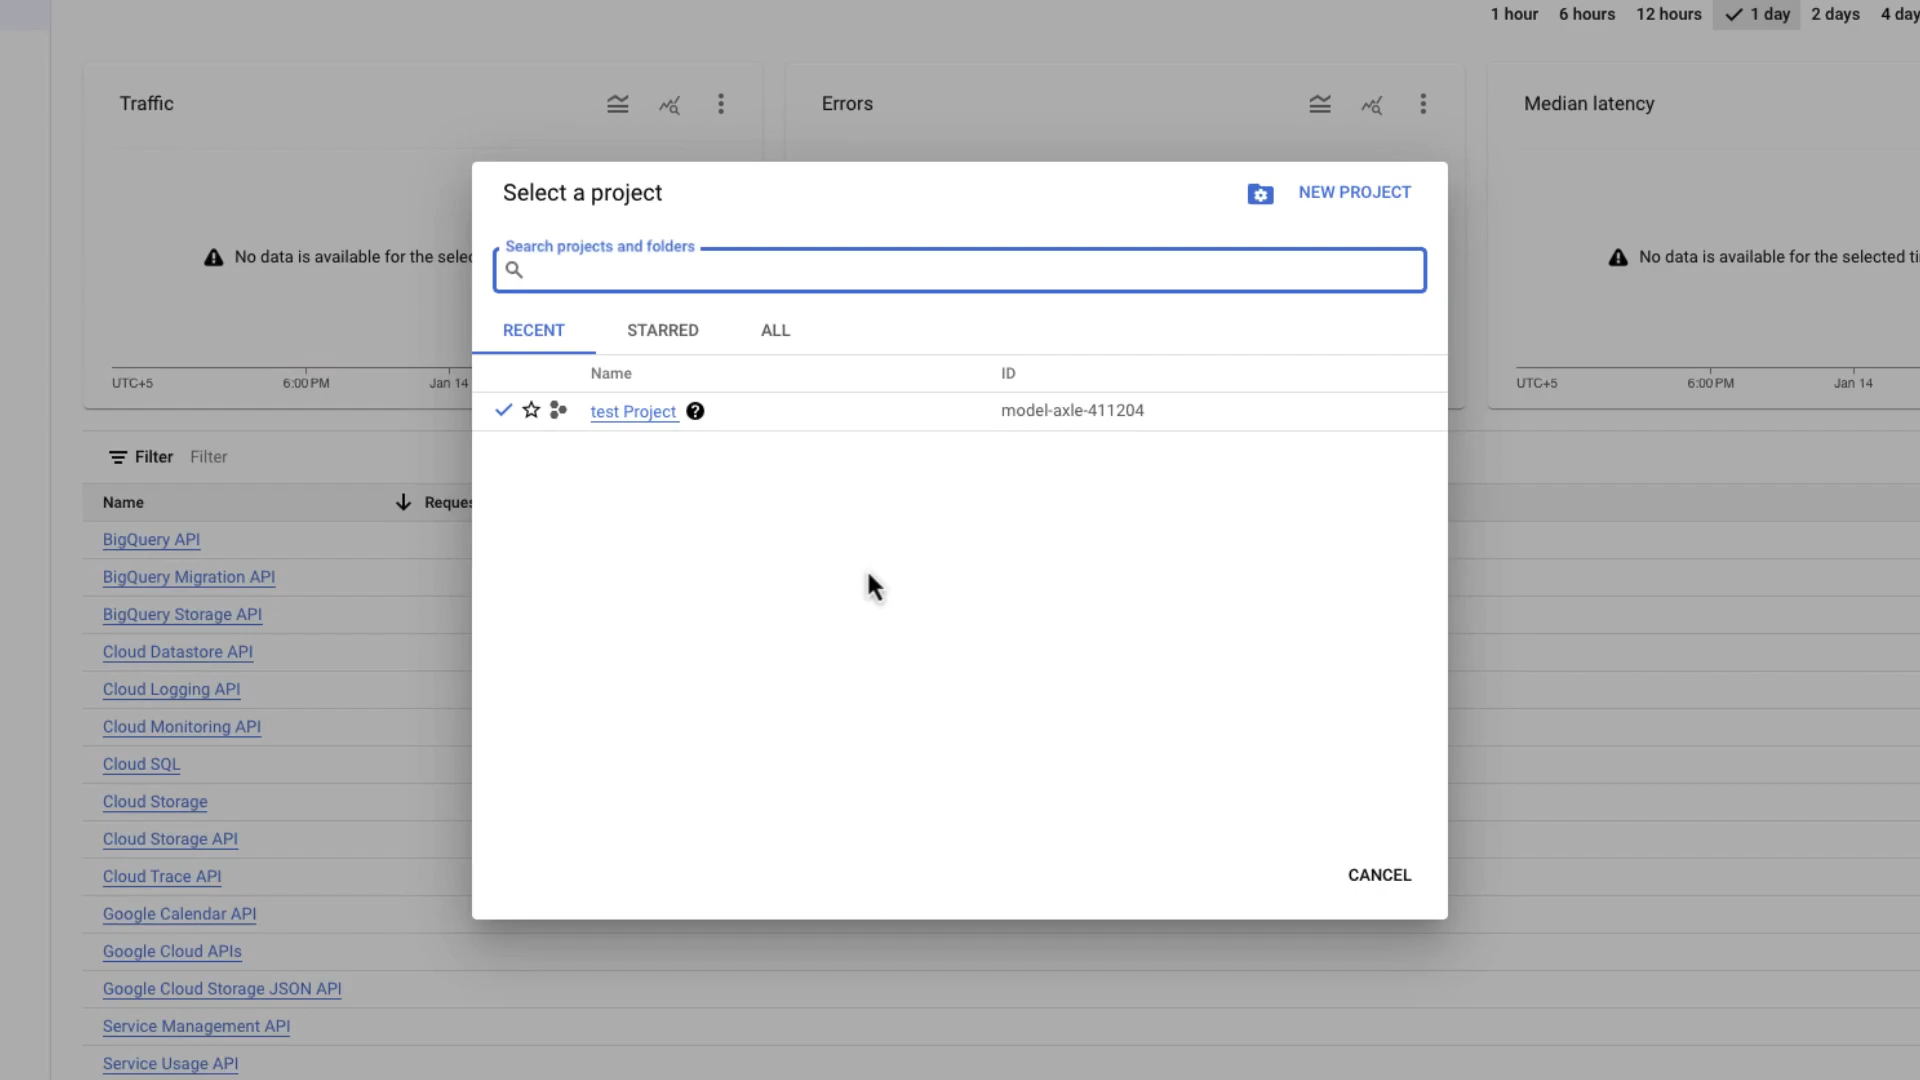 1 hour 6 hours 12 hours 1 day 2 days 4 day
Traffic
Errors
Median latency
Select a project
NEW PROJECT
Search projects and folders
No data is available for the selec
No data is available for the selected ti
RECENT STARRED ALL
Name ID
UTC+5 6:00 PM Jan 14
UTC+5 6:00 PM Jan 14
test Project model-axle-411204
Filter Filter
Name Reques
BigQuery API
BigQuery Migration API
BigQuery Storage API
Cloud Datastore API
Cloud Logging API
Cloud Monitoring API
Cloud SQL
Cloud Storage
Cloud Storage API
Cloud Trace API
CANCEL
Google Calendar API
Google Cloud APIs
Google Cloud Storage JSON API
Service Management API
Service Usage API